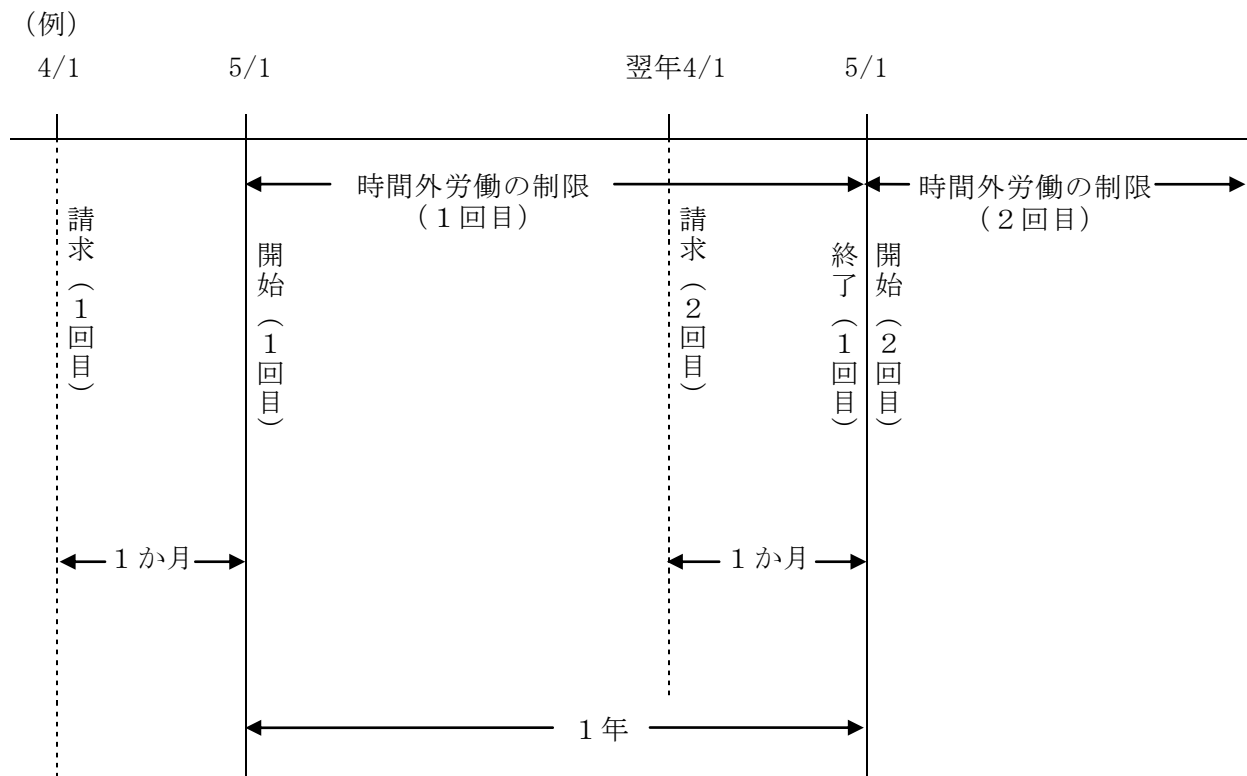 （例）
4/1
5/1
翌年4/1
5/1
時間外労働の制限
（１回目）
時間外労働の制限
（２回目）
請求（１回目）
開始（１回目）
請求（２回目）
終了（１回目）
開始（２回目）
１か月
１か月
１年